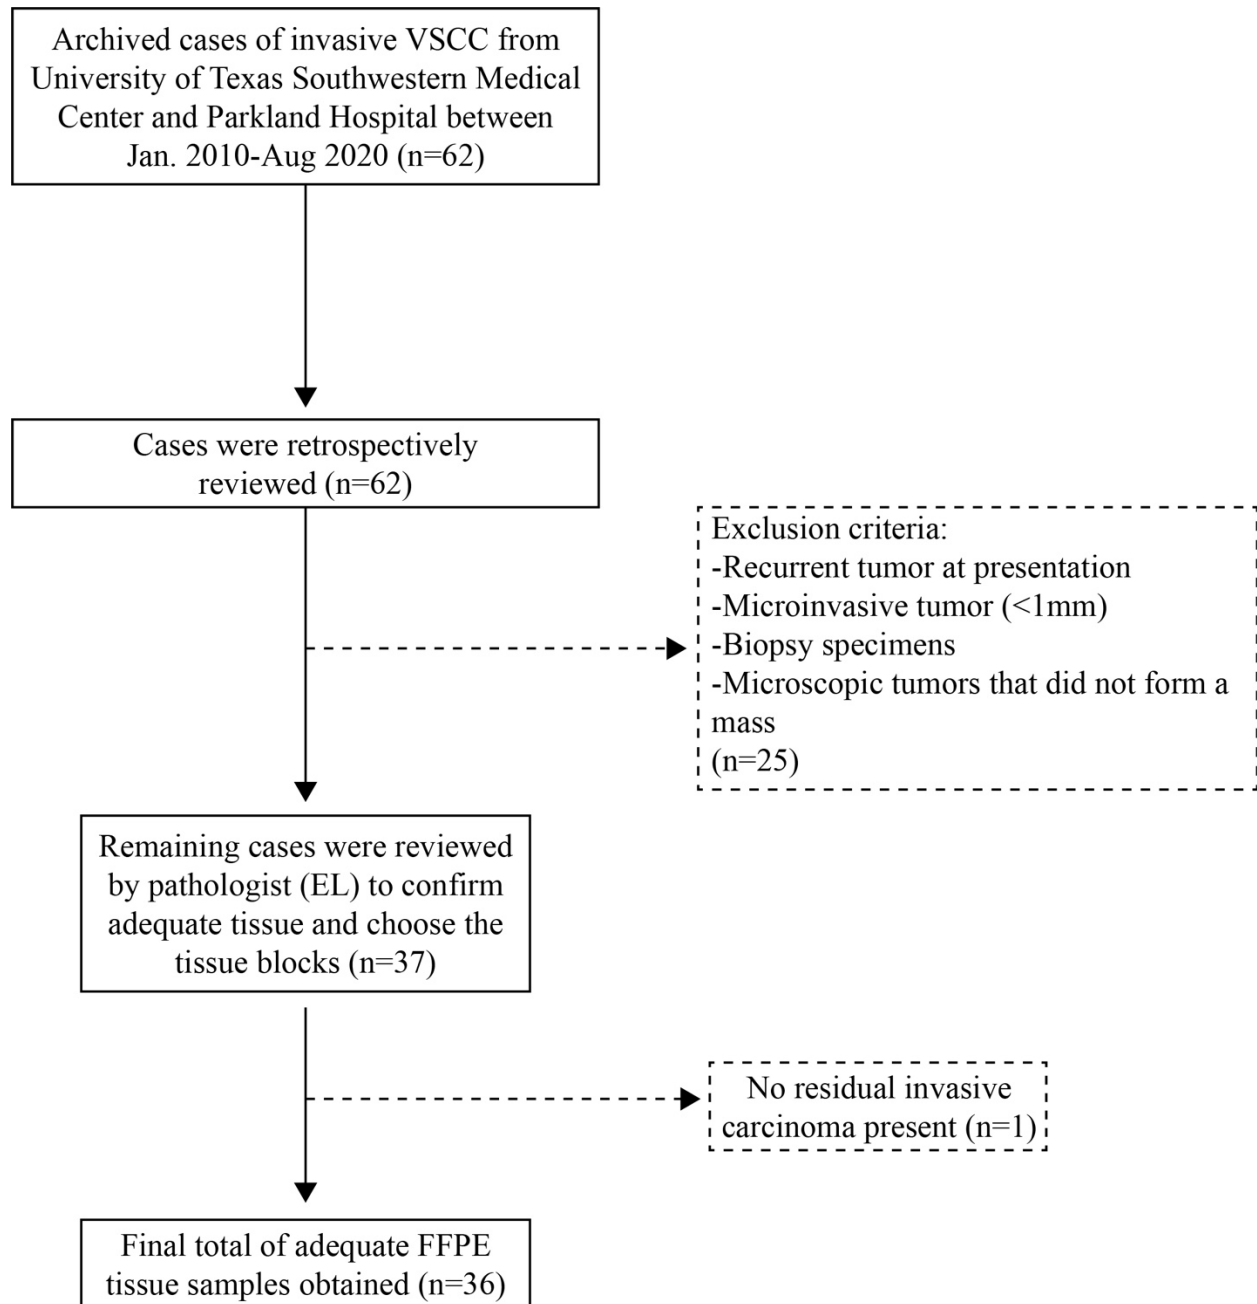 Archived cases of invasive VSCC from
University of Texas Southwestern Medical
Center and Parkland Hospital between
Jan. 2010-Aug 2020 (n=62)
Cases were retrospectively
reviewed (n=62)
Exclusion criteria:
-Recurrent tumor at presentation
-Microinvasive tumor (<1mm)
-Biopsy specimens
-Microscopic tumors that did not form a
mass
(n=25)
Remaining cases were reviewed
by pathologist (EL) to confirm
adequate tissue and choose the
tissue blocks (n=37)
No residual invasive
carcinoma present (n=1)
Final total of adequate FFPE
tissue samples obtained (n=36)